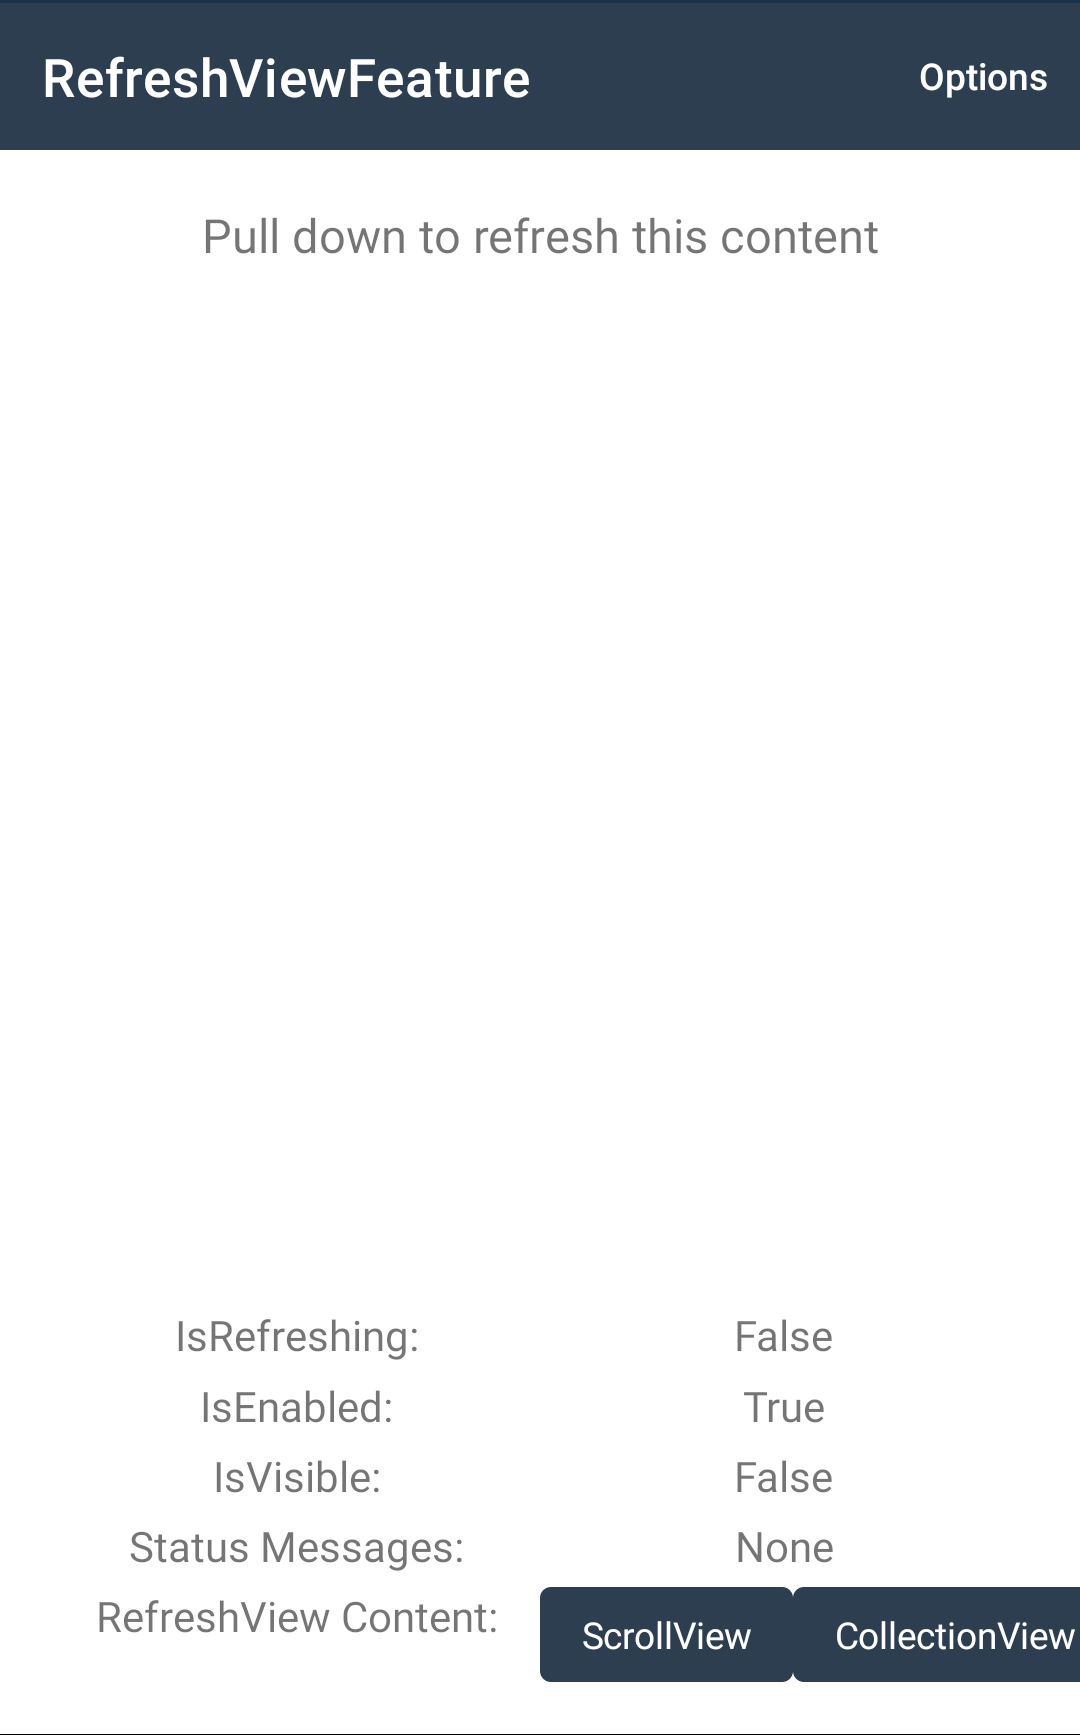 RefreshViewFeature Options
Pull down to refresh this content
IsRefreshing: False
IsEnabled: True
IsVisible: False
Status Messages: None
RefreshView Content: ScrollView CollectionView